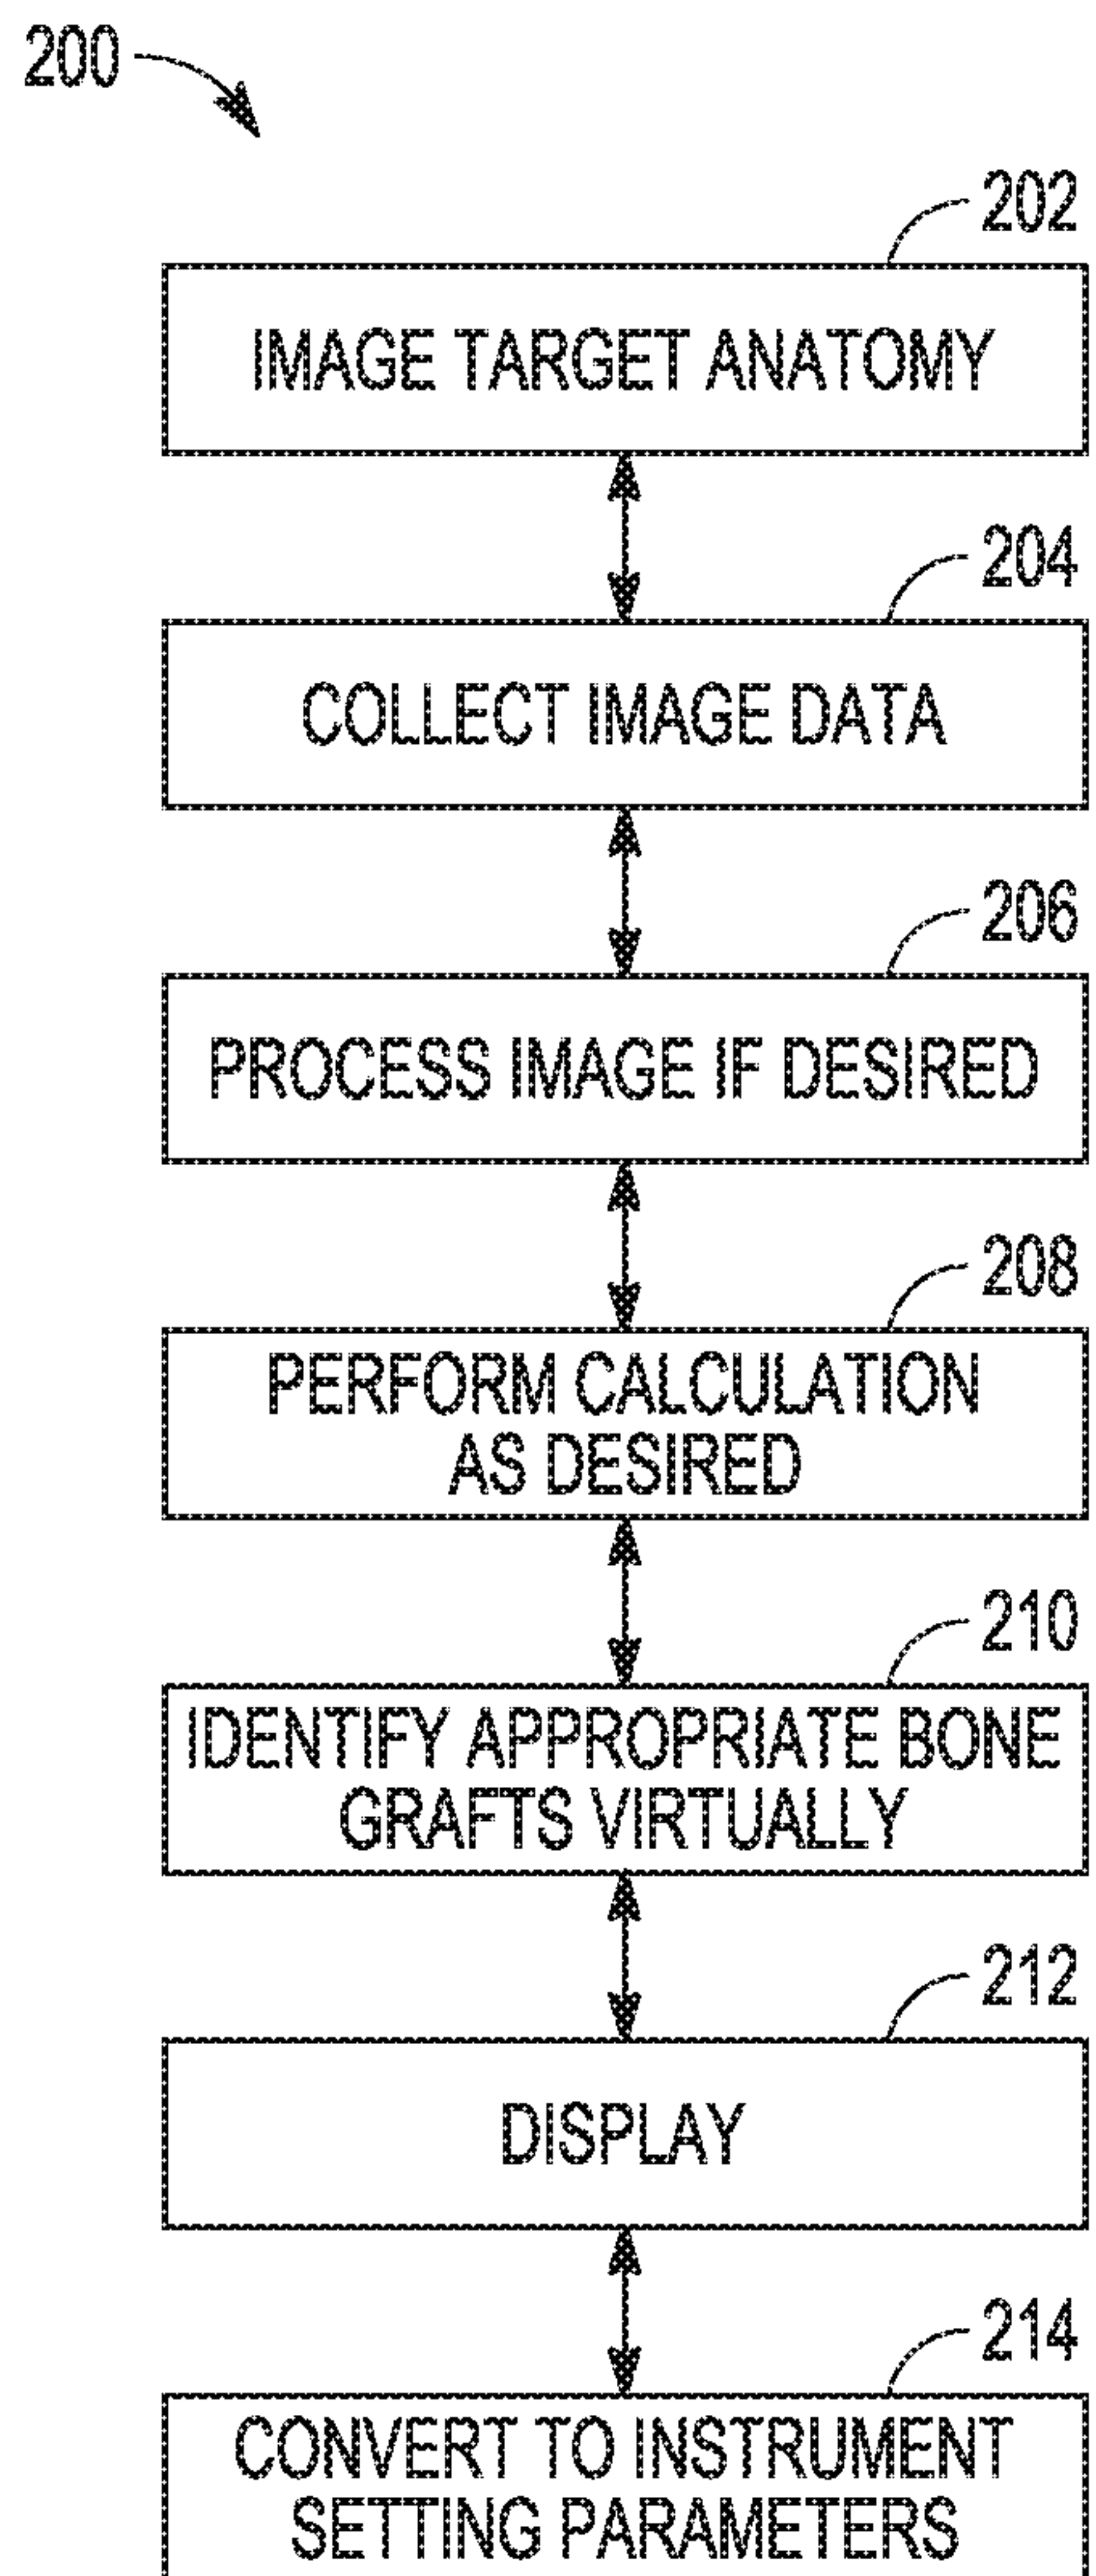 200
202
IMAGE TARGET ANATOMY
204
COLLECT IMAGE DATA
206
PROCESS IMAGE IF DESIRED
208
PERFORM CALCULATION
AS DESIRED
210
IDENTIFY APPROPRIATE BONE
GRAFTS VIRTUALLY
212
DISPLAY
214
CONVERT TO INSTRUMENT
SETTING PARAMETERS